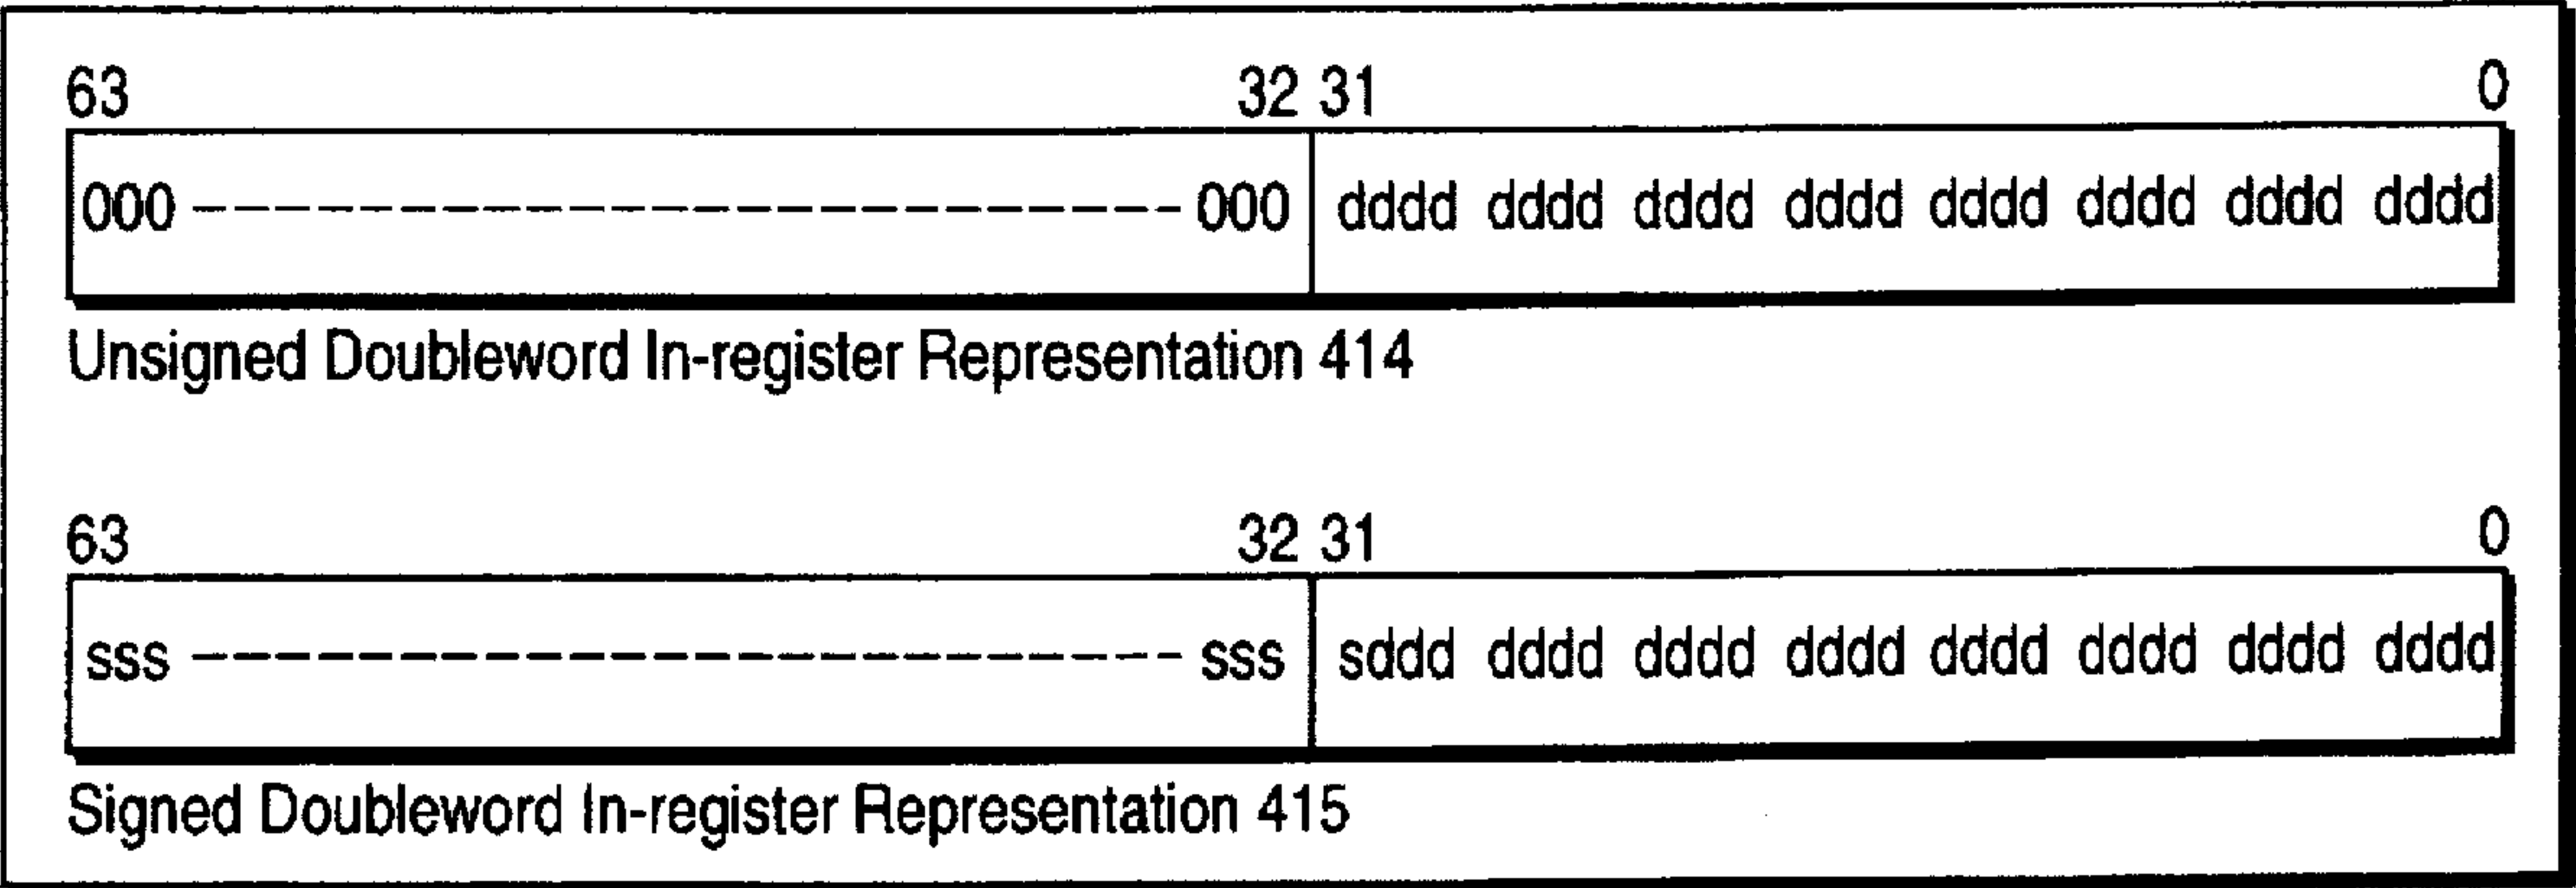 63 32 31 0
000 ------------------------ 000 dddd dddd dddd dddd dddd dddd dddd dddd
Unsigned Doubleword In-register Representation 414
63 32 31 0
sss ------------------------ sss sddd dddd dddd dddd dddd dddd dddd dddd
Signed Doubleword In-register Representation 415